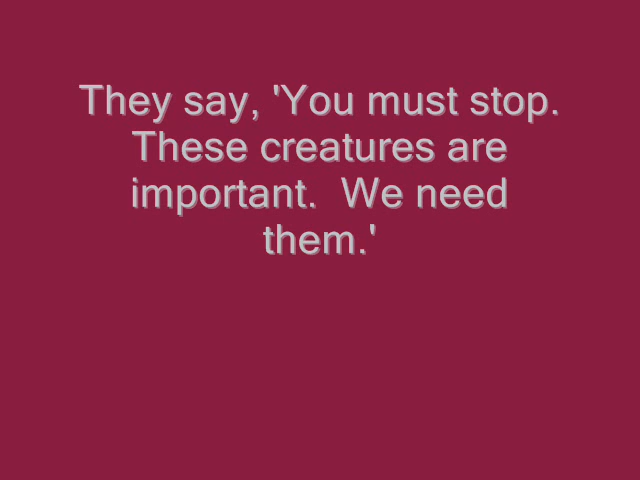 They say, 'You must stop.
These creatures are
important.  We need
them.'